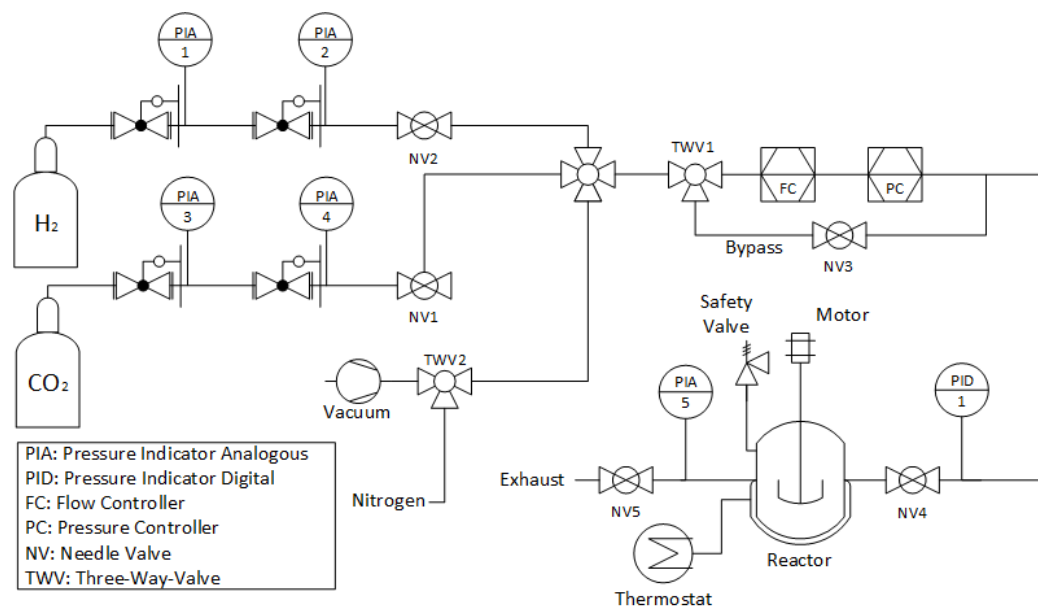 PIA
1
PIA
2
NV2
TWV1
FC
PC
H2
PIA
3
PIA
4
Bypass
NV3
NV1
Safety
Valve
Motor
CO2
TWV2
Vacuum
PIA
5
PID
1
PIA: Pressure Indicator Analogous
PID: Pressure Indicator Digital
FC: Flow Controller
PC: Pressure Controller
NV: Needle Valve
TWV: Three-Way-Valve
Nitrogen
Exhaust
NV5
NV4
Reactor
Thermostat